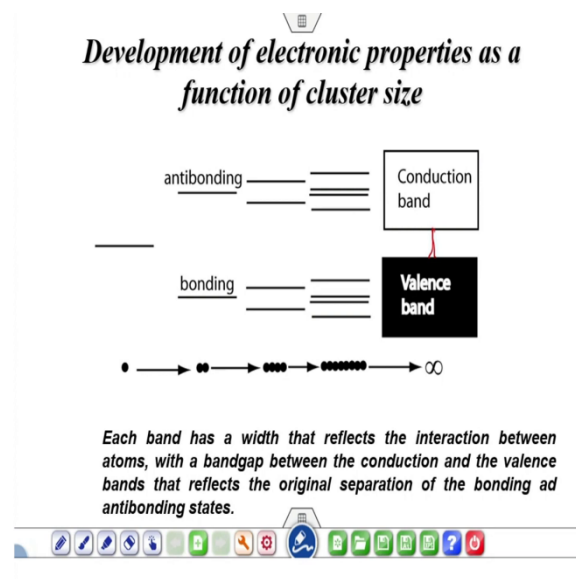 Development of electronic properties as a
function of cluster size
antibonding
Conduction
band
bonding
Valence
band
∞
Each band has a width that reflects the interaction between
atoms, with a bandgap between the conduction and the valence
bands that reflects the original separation of the bonding ad
antibonding states.